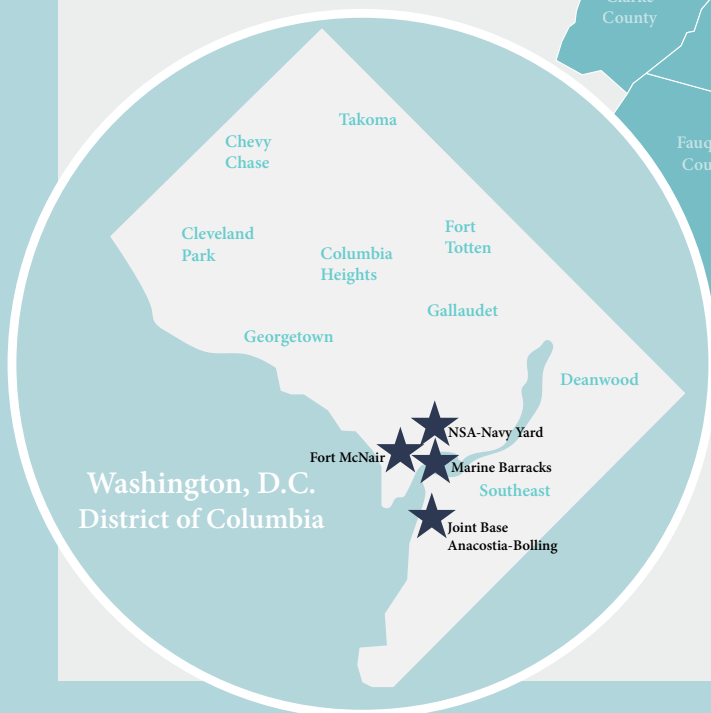 County
Takoma
Chevy
Chase
Fort
Totten
Cleveland
Park
Columbia
Heights
Gallaudet
Georgetown
Deanwood
NSA-Navy Yard
Fort McNair
Marine Barracks
Southeast
Washington, D.C.
District of Columbia
Joint Base
Anacostia-Bolling